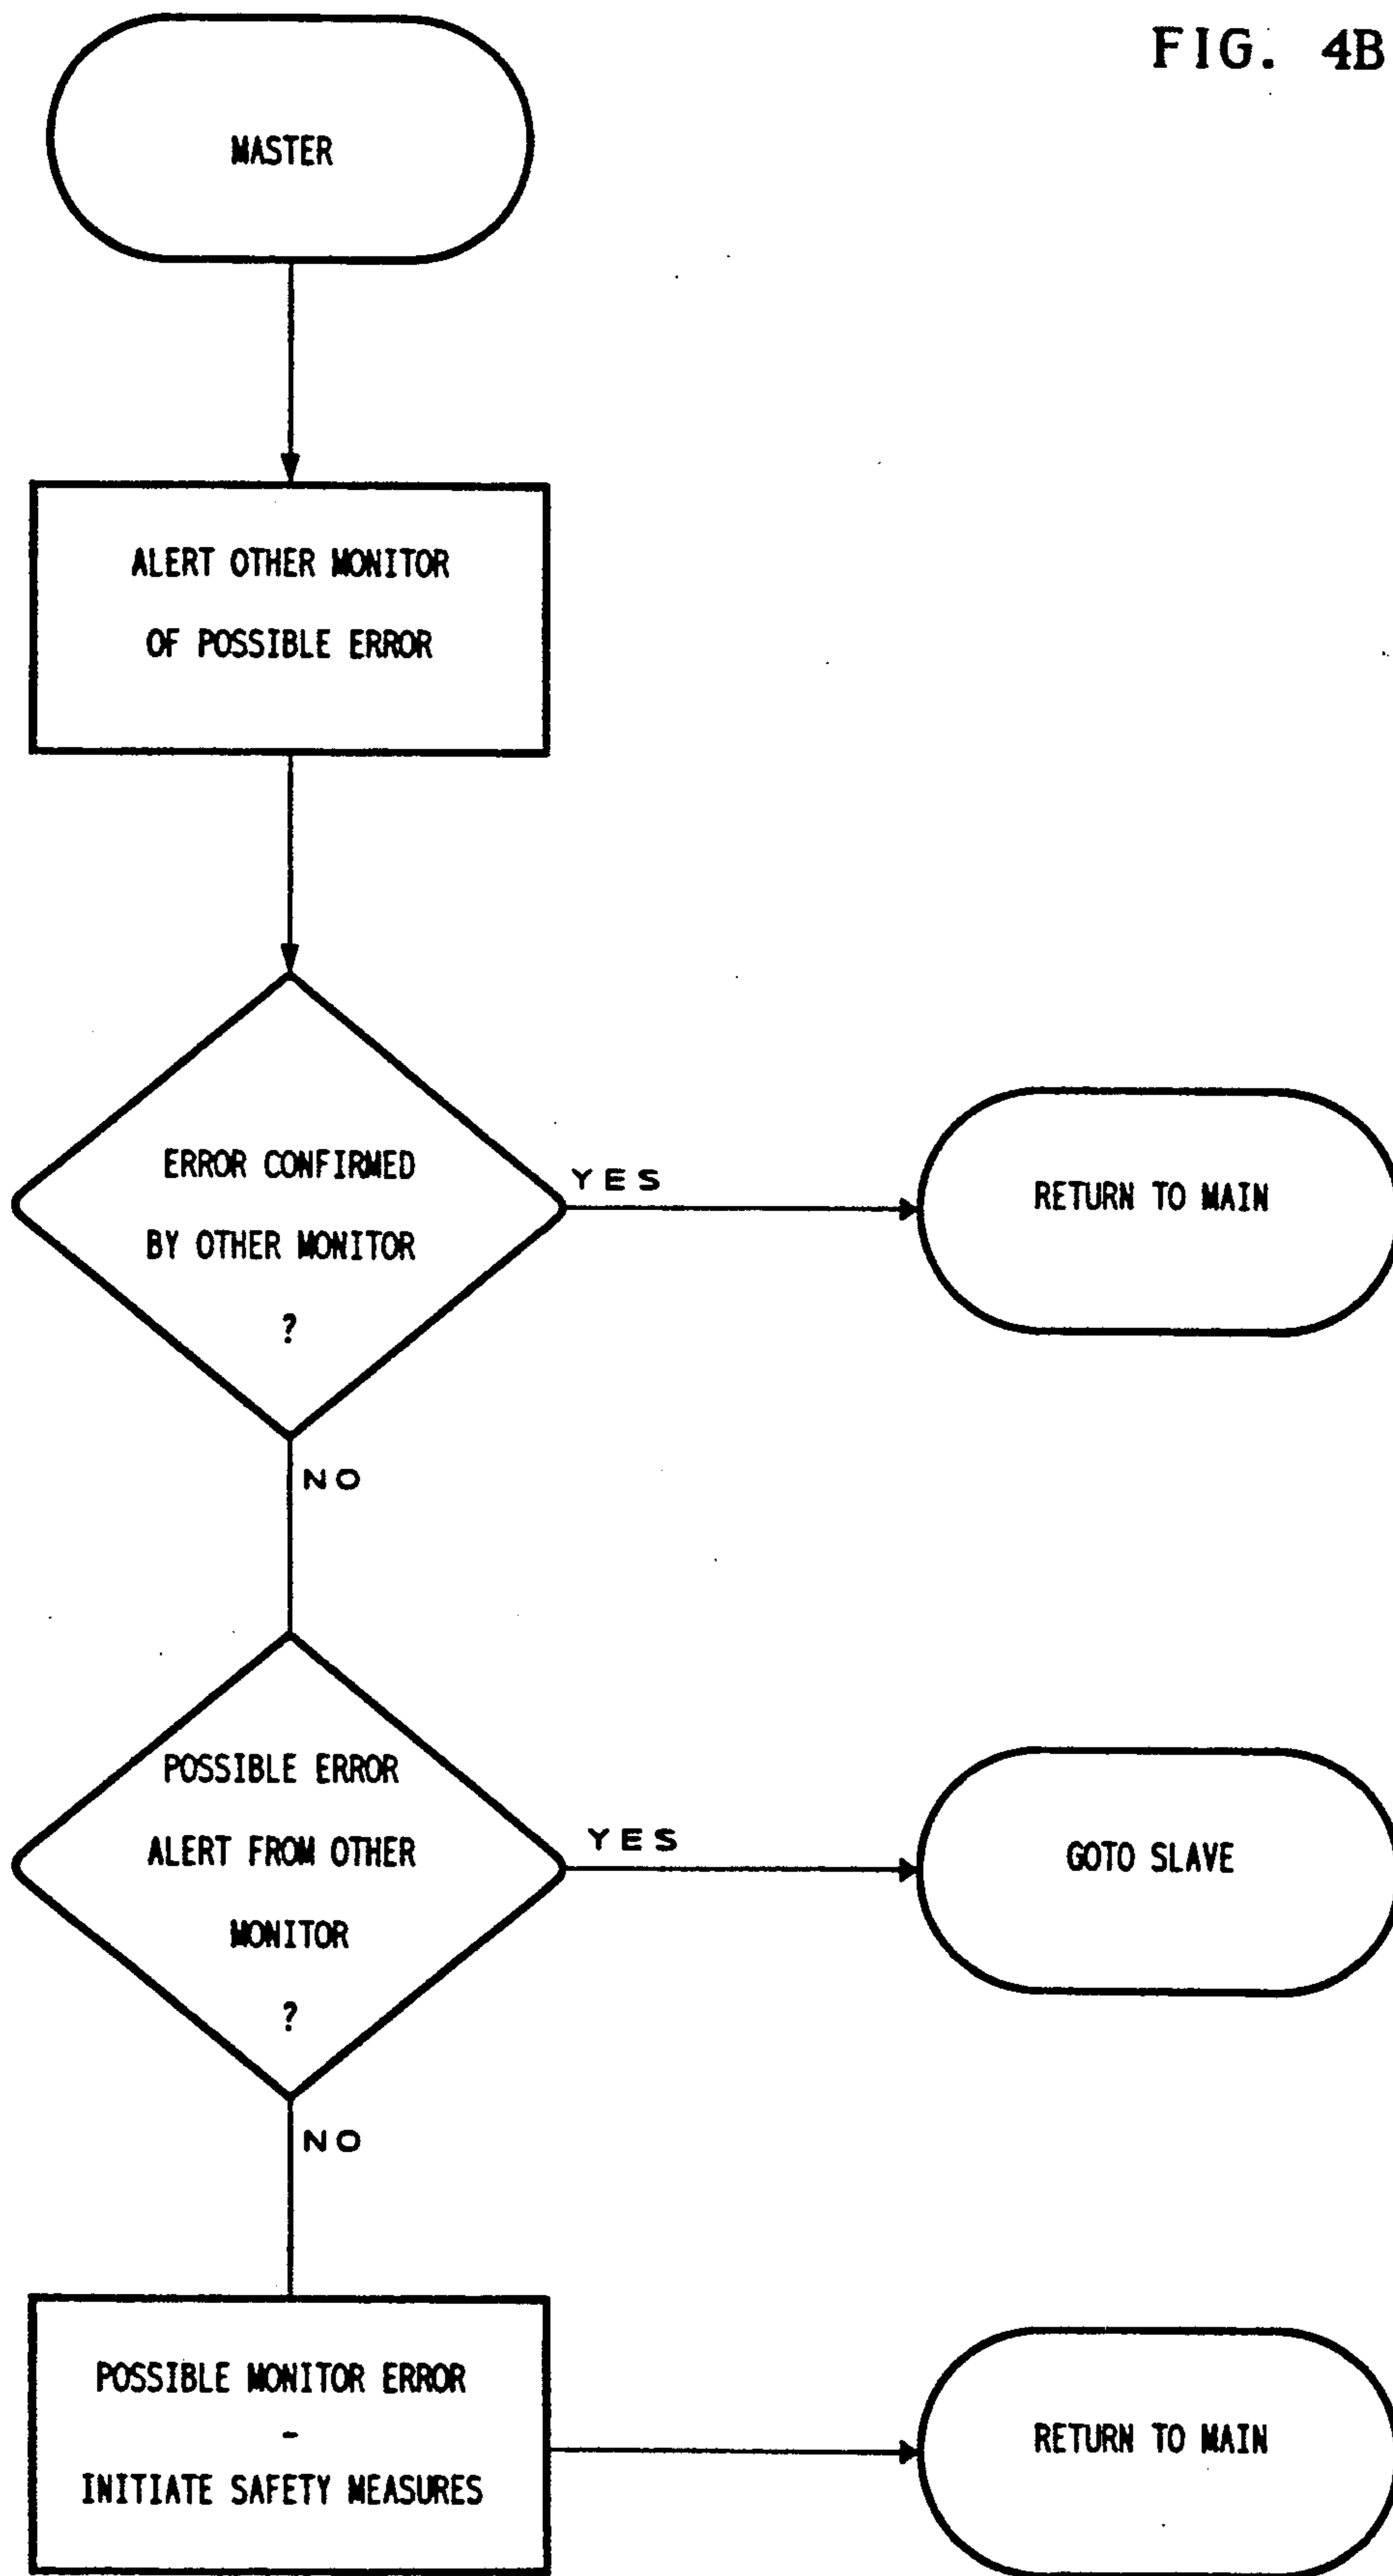 FIG. 4B
MASTER
ALERT OTHER MONITOR
OF POSSIBLE ERROR
ERROR CONFIRMED
BY OTHER MONITOR
?
YES
RETURN TO MAIN
NO
POSSIBLE ERROR
ALERT FROM OTHER
MONITOR
?
YES
GOTO SLAVE
NO
POSSIBLE MONITOR ERROR
-
INITIATE SAFETY MEASURES
RETURN TO MAIN